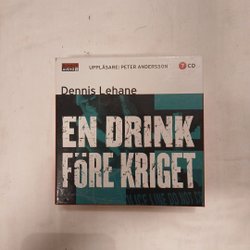 UPPLÄSARE: PETER ANDERSSON 7 CD
Dennis Lehane
EN DRINK
FÖRE KRIGET